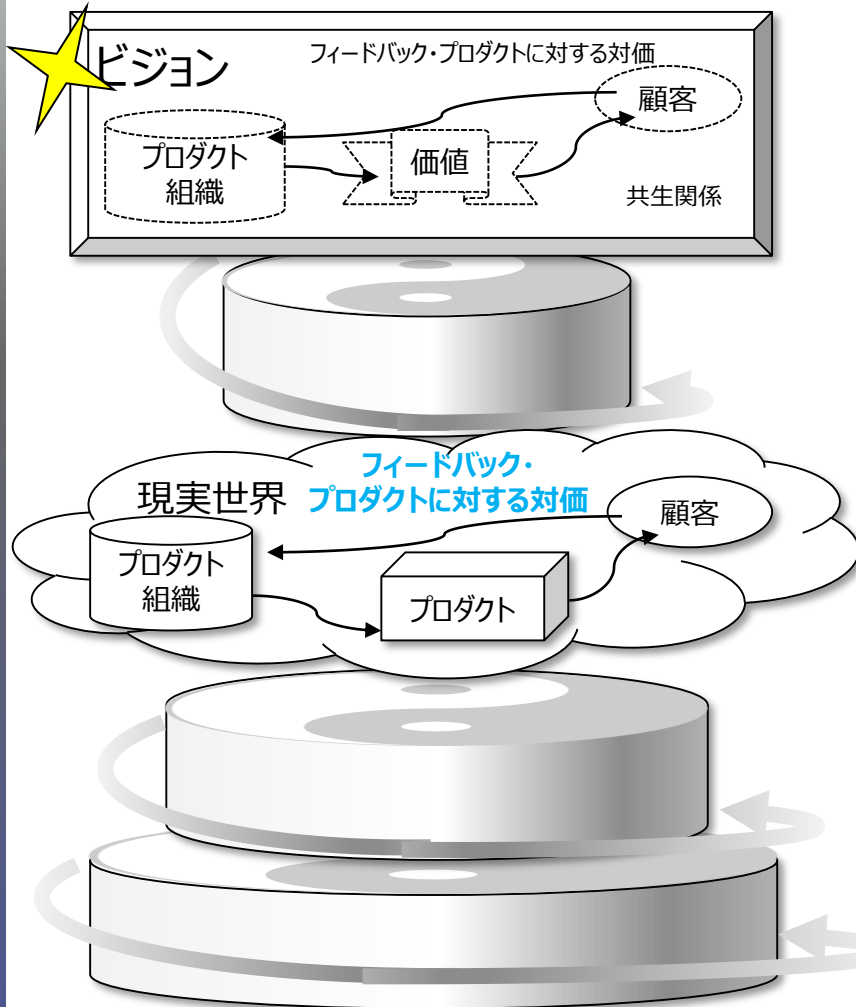 ビジョン
フィードバック・プロダクトに対する対価
顧客
プロダクト
組織
価値
共生関係
現実世界
フィードバック・
プロダクトに対する対価
顧客
プロダクト
組織
プロダクト